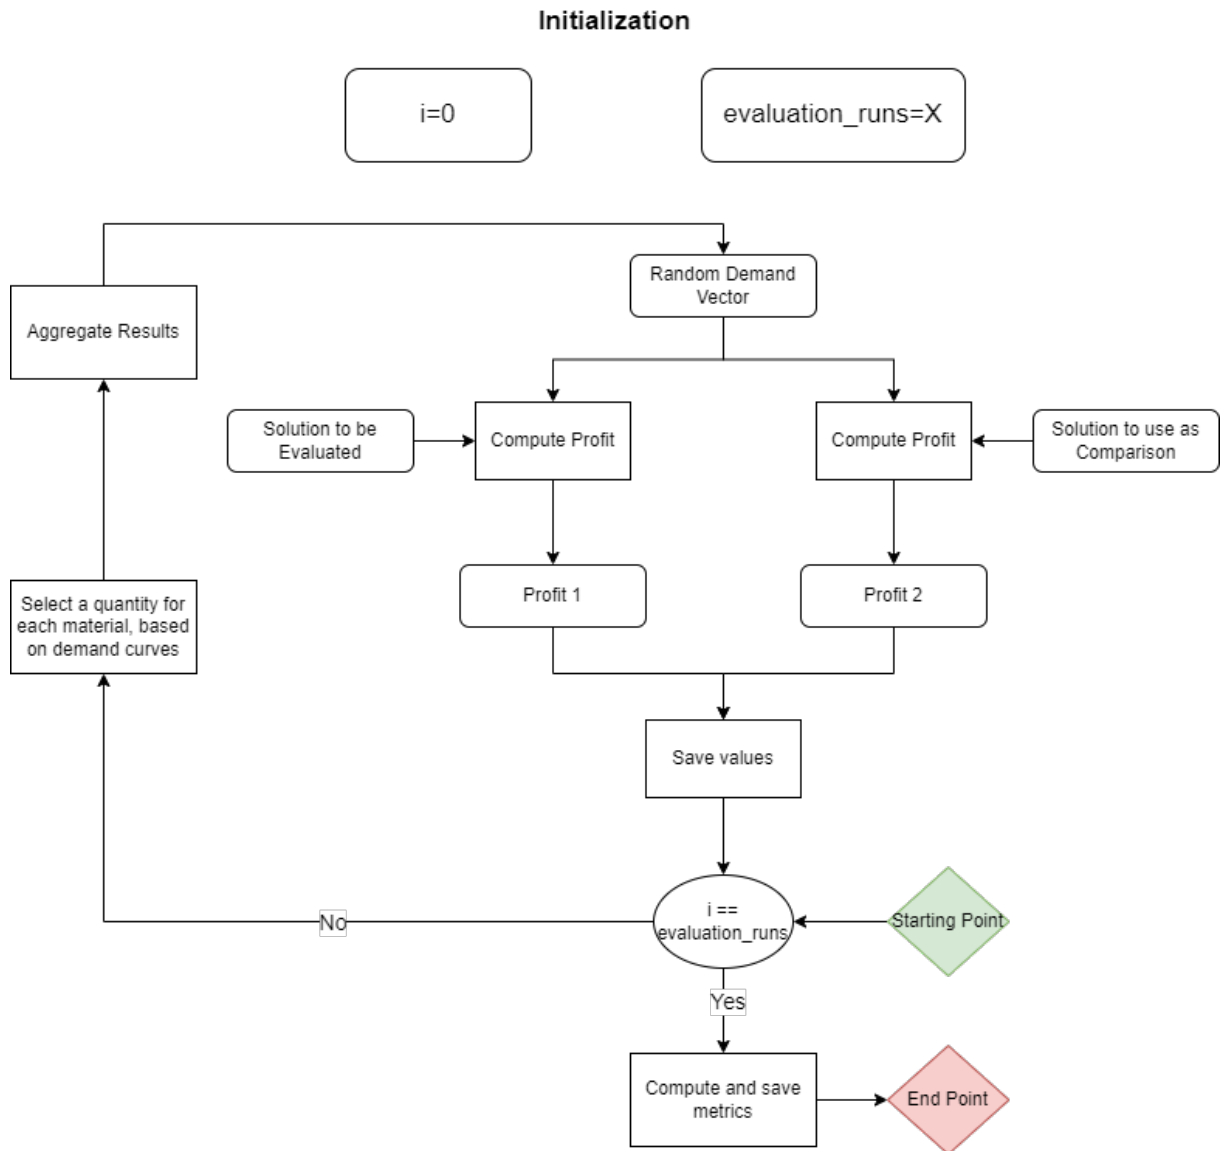 Initialization
i=0
evaluation_runs=X
Random Demand
Vector
Aggregate Results
Solution to be
Evaluated
Compute Profit
Compute Profit
Solution to use as
Comparison
Select a quantity for
each material, based
on demand curves
Profit 1
Profit 2
Save values
i ==
evaluation_runs
Starting Point
No
Yes
Compute and save
metrics
End Point